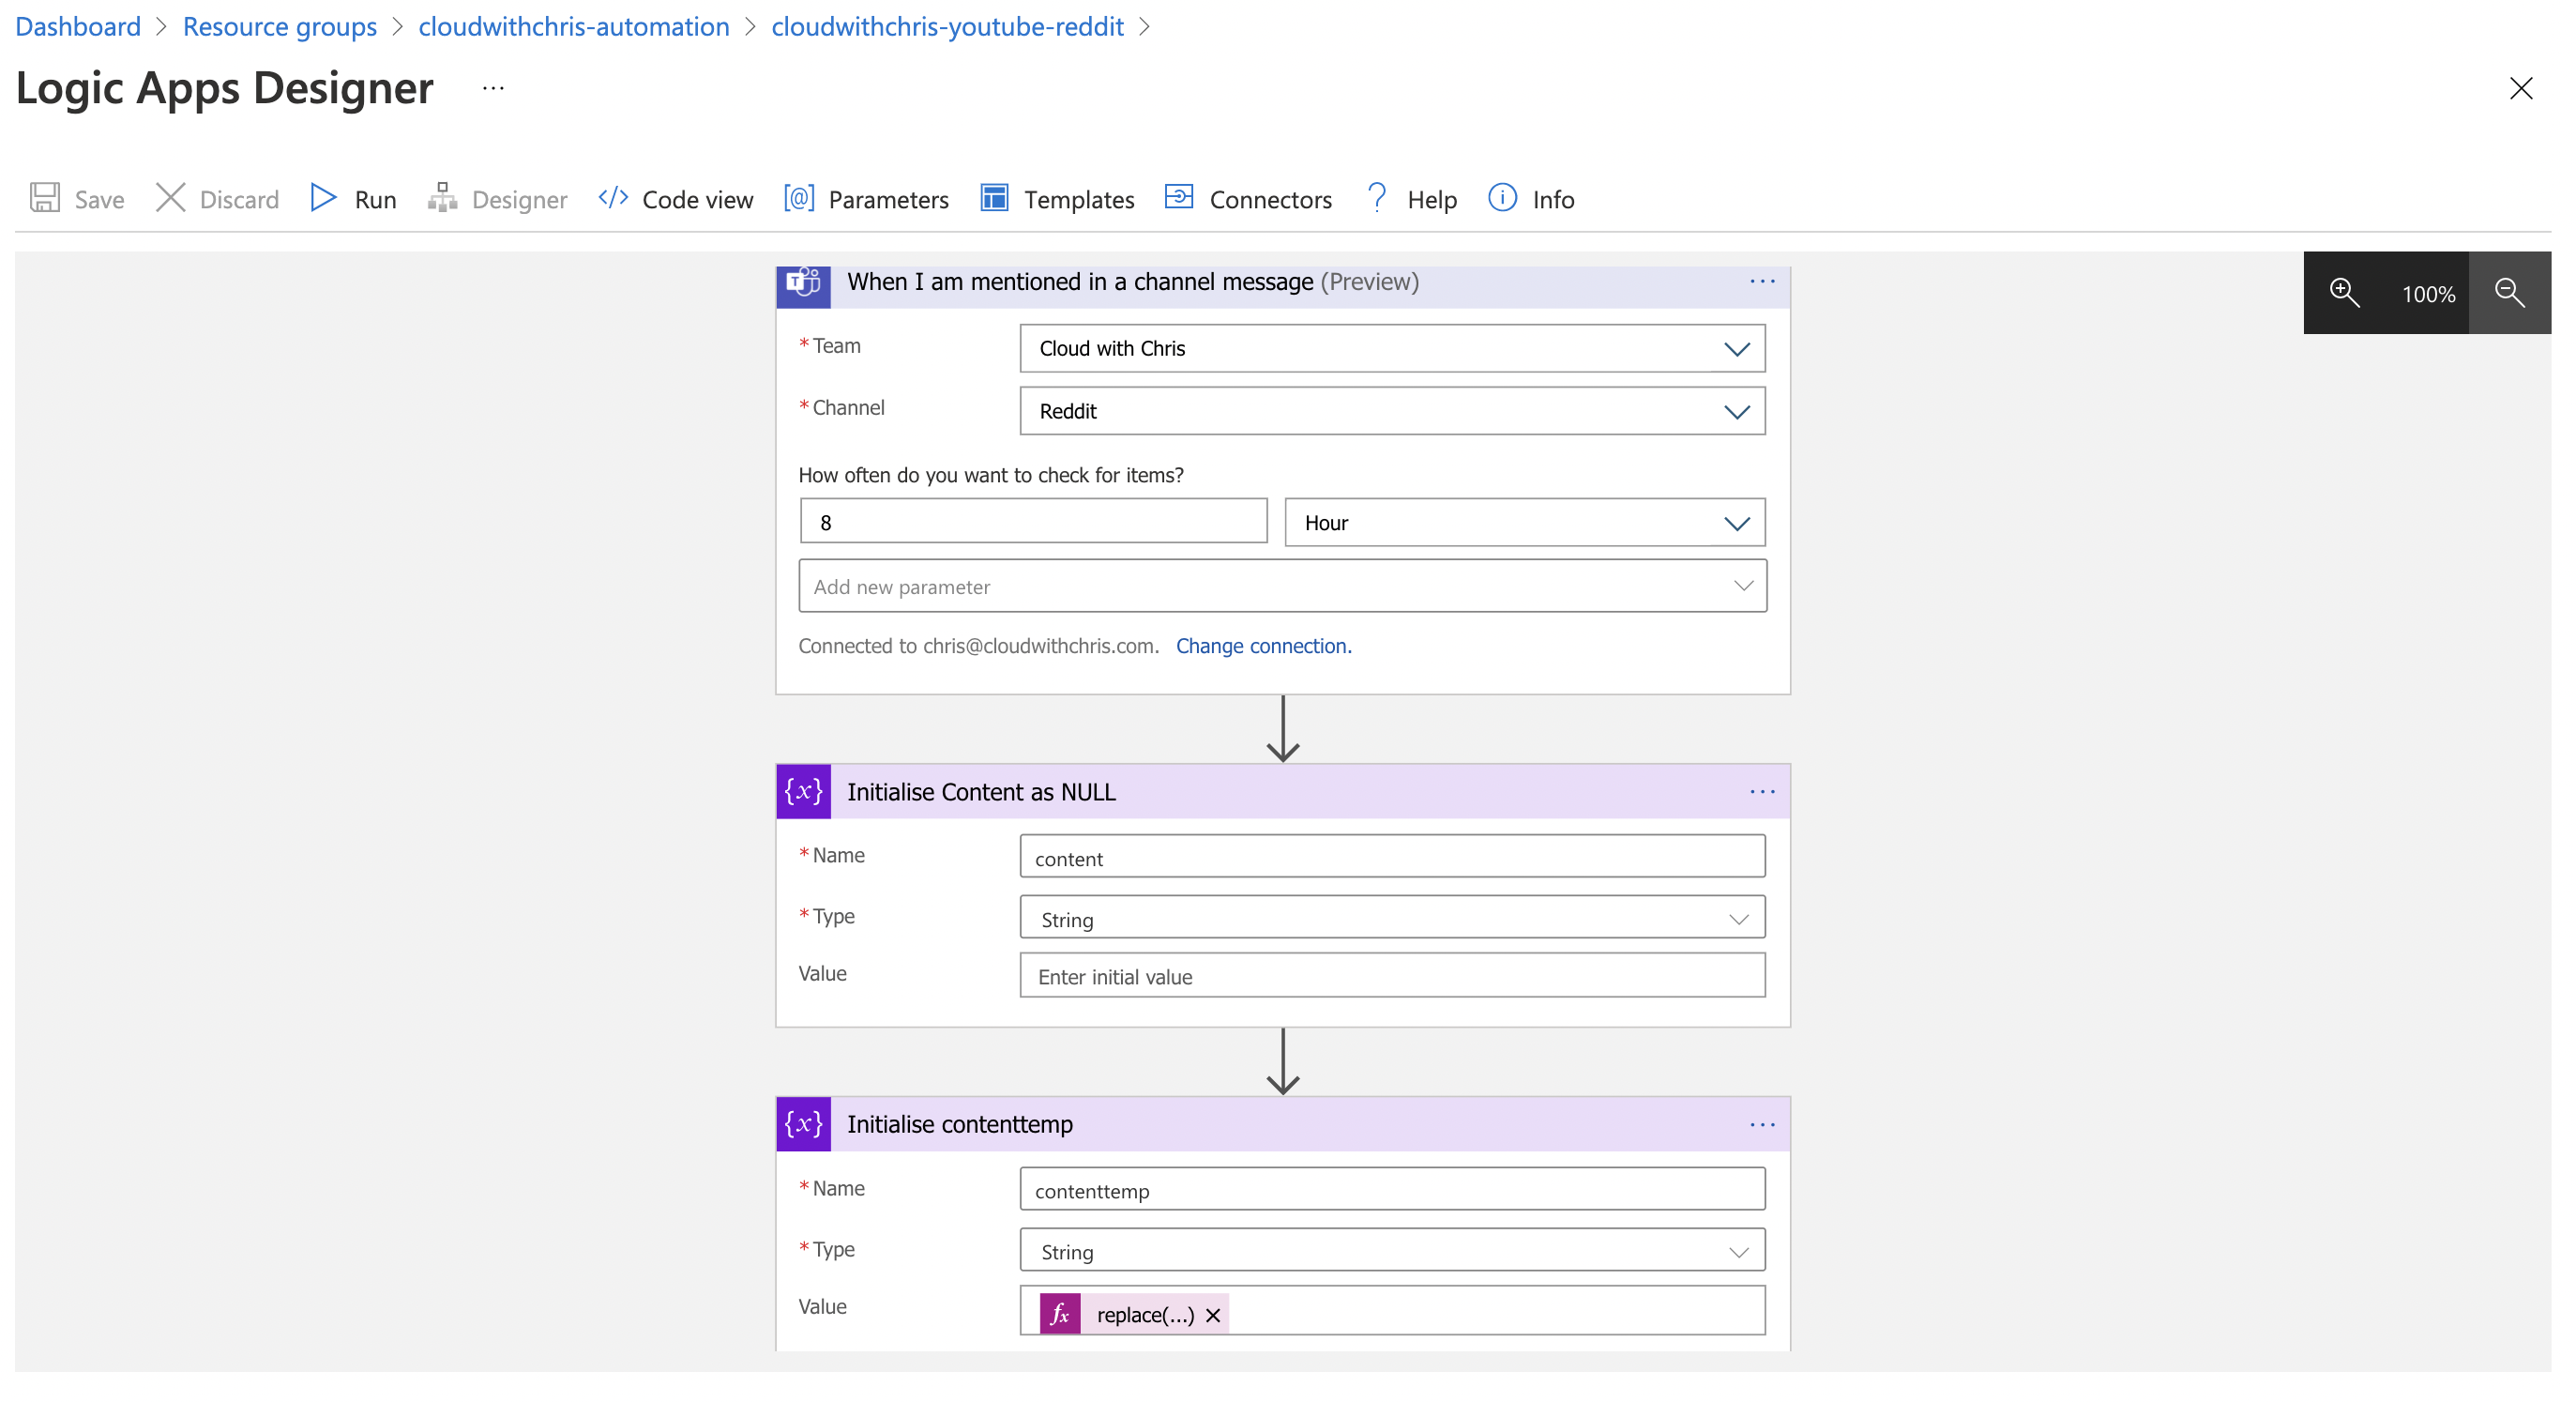 Dashboard > Resource groups > cloudwithchris-automation > cloudwithchris-youtube-reddit >
Logic Apps Designer ...
Save Discard Run Designer </> Code view [@] Parameters Templates Connectors ? Help i Info
T When I am mentioned in a channel message (Preview) ...
100%
* Team Cloud with Chris
* Channel Reddit
How often do you want to check for items?
8 Hour
Add new parameter
Connected to chris@cloudwithchris.com. Change connection.
{x} Initialise Content as NULL ...
* Name content
* Type String
Value Enter initial value
{x} Initialise contenttemp ...
* Name contenttemp
* Type String
Value fx replace(...) ×